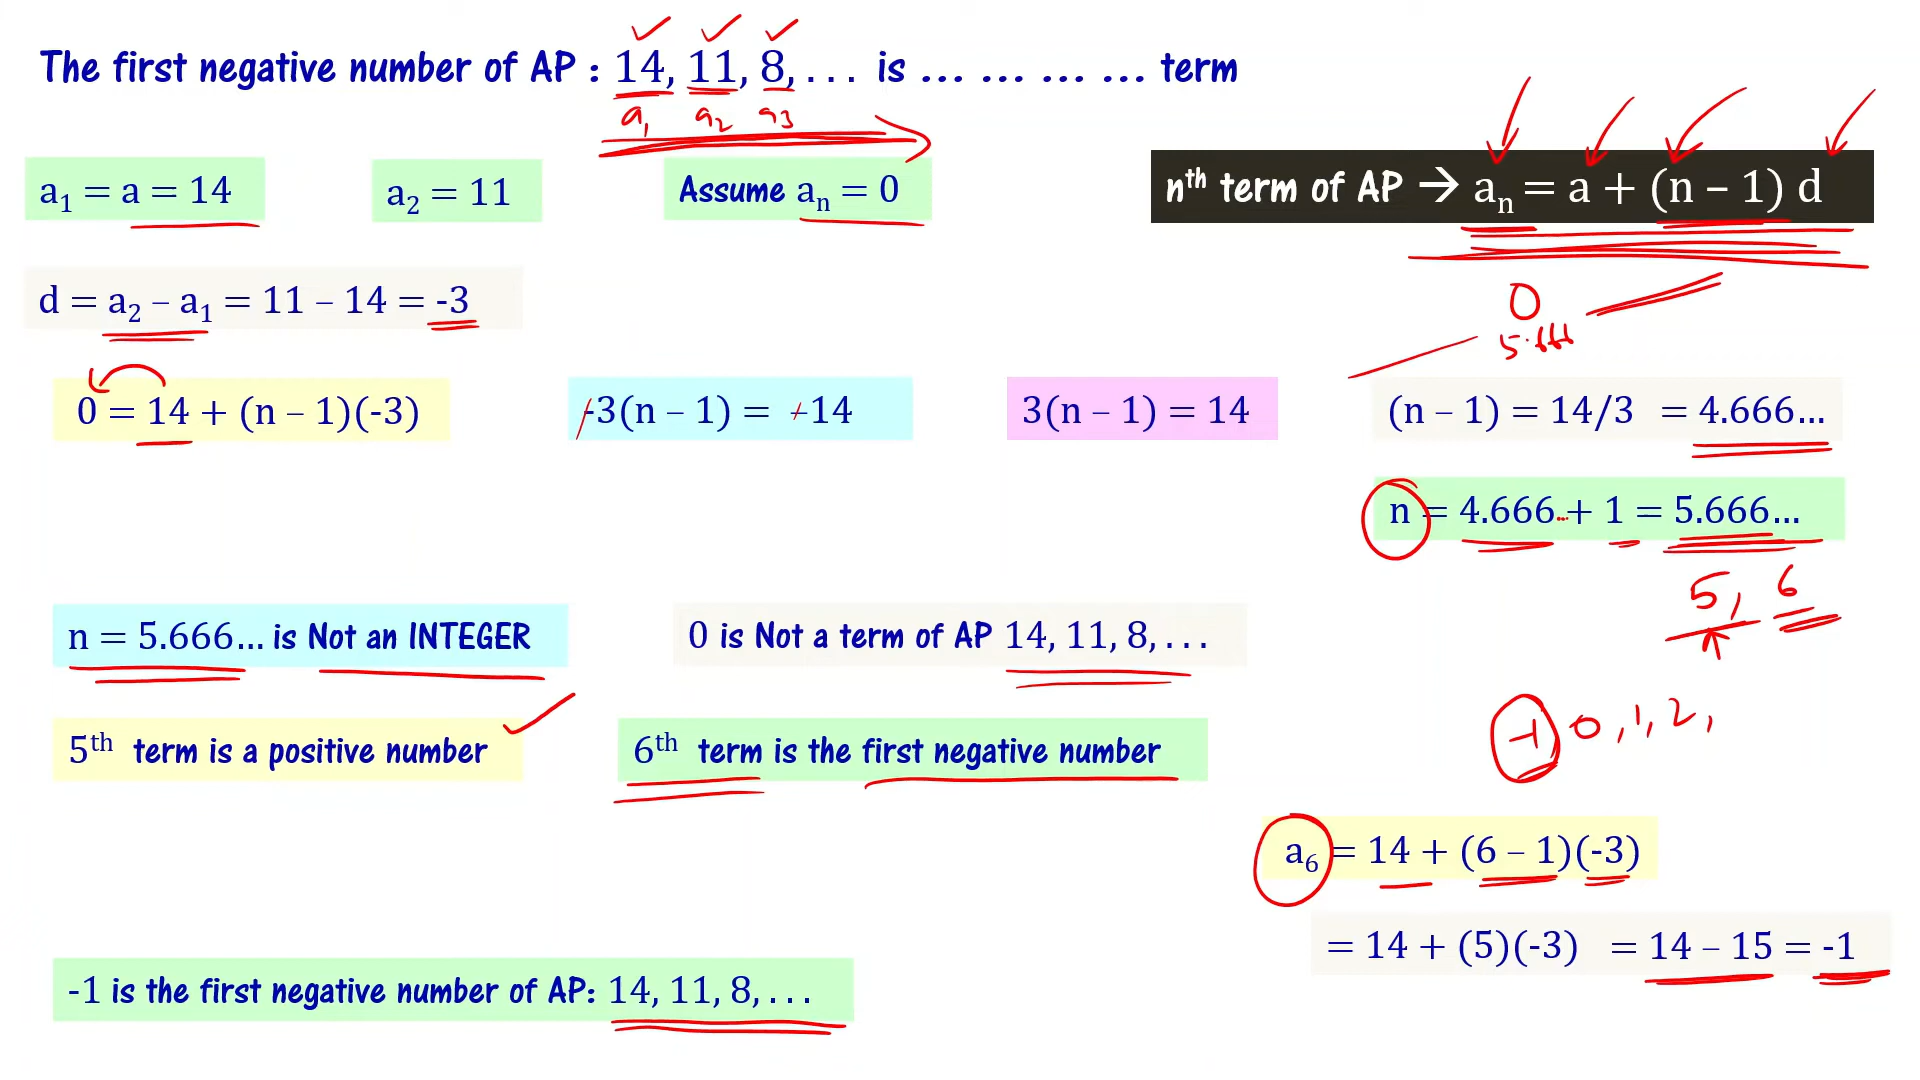 The first negative number of AP : 14, 11, 8, . . . is ... ... ... ... term
a₁ a₂ a₃
a₁ = a = 14
a₂ = 11
Assume aₙ = 0
nᵗʰ term of AP → aₙ = a + (n – 1) d
d = a₂ – a₁ = 11 – 14 = -3
0
5.666
0 = 14 + (n – 1)(-3)
-3(n – 1) = -14
3(n – 1) = 14
(n – 1) = 14/3 = 4.666...
n = 4.666..+ 1 = 5.666...
5, 6
n = 5.666... is Not an INTEGER
0 is Not a term of AP 14, 11, 8, . . .
-1, 0, 1, 2,
5ᵗʰ term is a positive number
6ᵗʰ term is the first negative number
a₆ = 14 + (6 – 1)(-3)
= 14 + (5)(-3) = 14 – 15 = -1
-1 is the first negative number of AP: 14, 11, 8, . . .